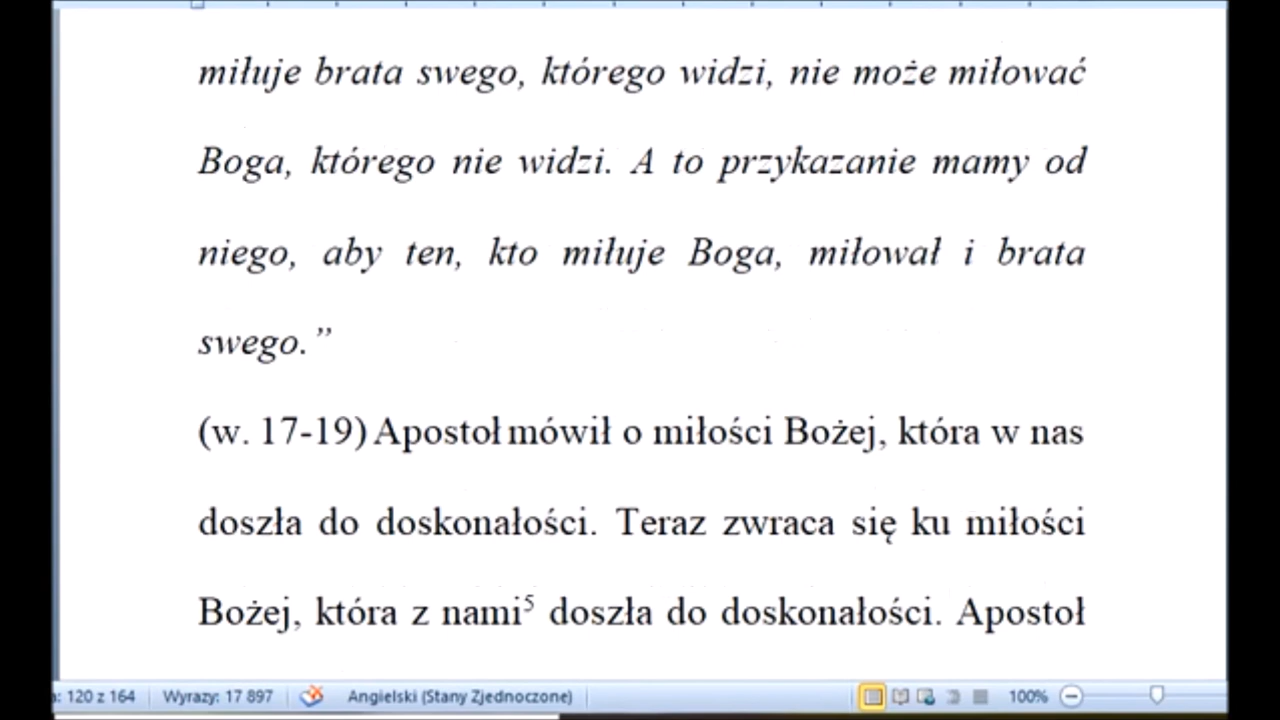 miłuje brata swego, którego widzi, nie może miłować
Boga, którego nie widzi. A to przykazanie mamy od
niego, aby ten, kto miłuje Boga, miłował i brata
swego.”
(w. 17-19) Apostoł mówił o miłości Bożej, która w nas
doszła do doskonałości. Teraz zwraca się ku miłości
Bożej, która z nami⁵ doszła do doskonałości. Apostoł
: 120 z 164 Wyrazy: 17 897 Angielski (Stany Zjednoczone) 100%